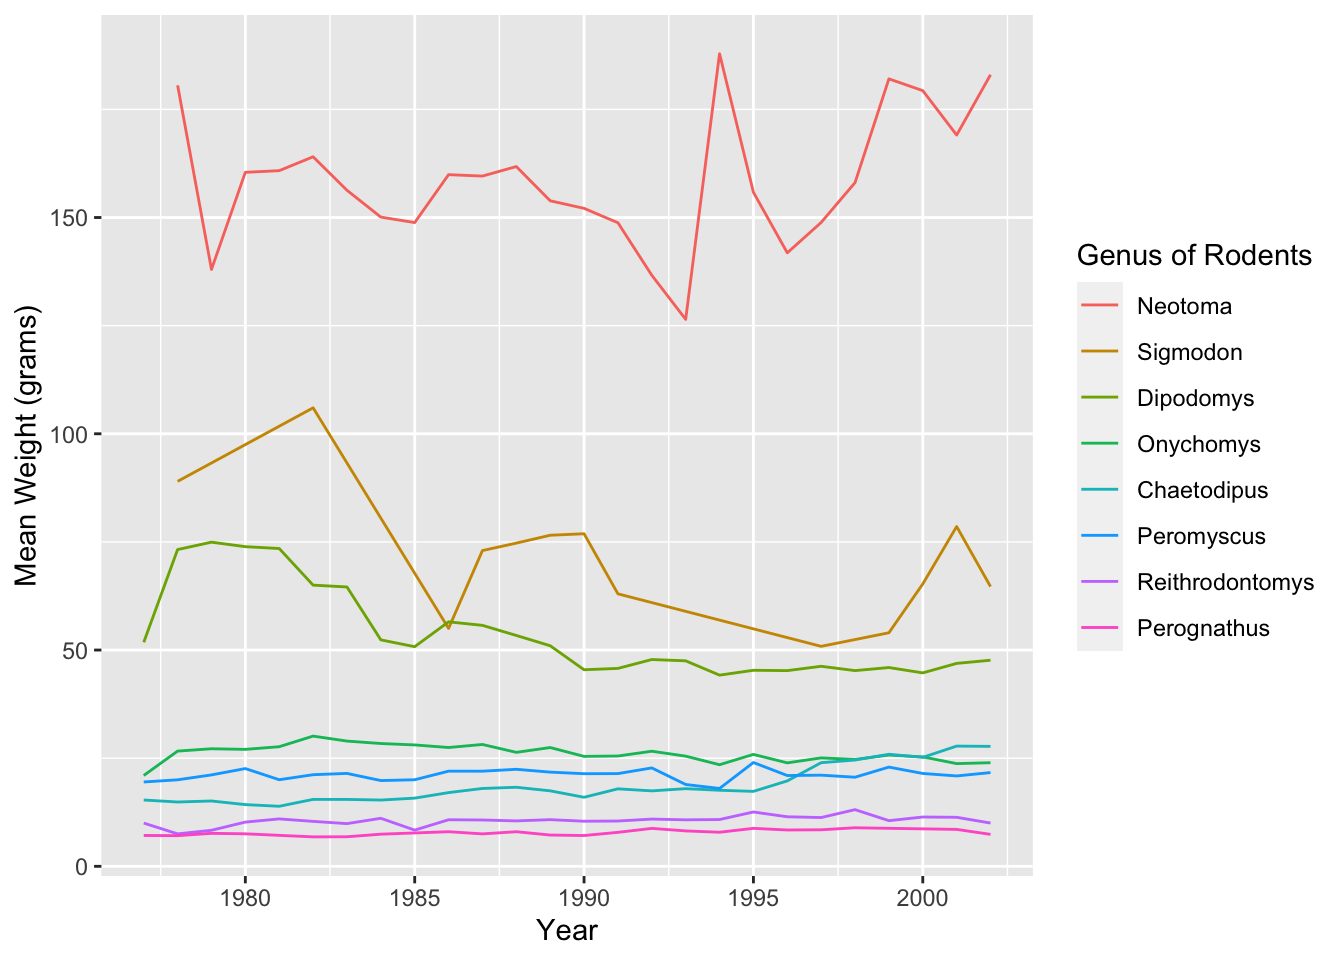 Mean Weight (grams)
150
100
50
0
1980
1985
1990
1995
2000
Year
Genus of Rodents
Neotoma
Sigmodon
Dipodomys
Onychomys
Chaetodipus
Peromyscus
Reithrodontomys
Perognathus